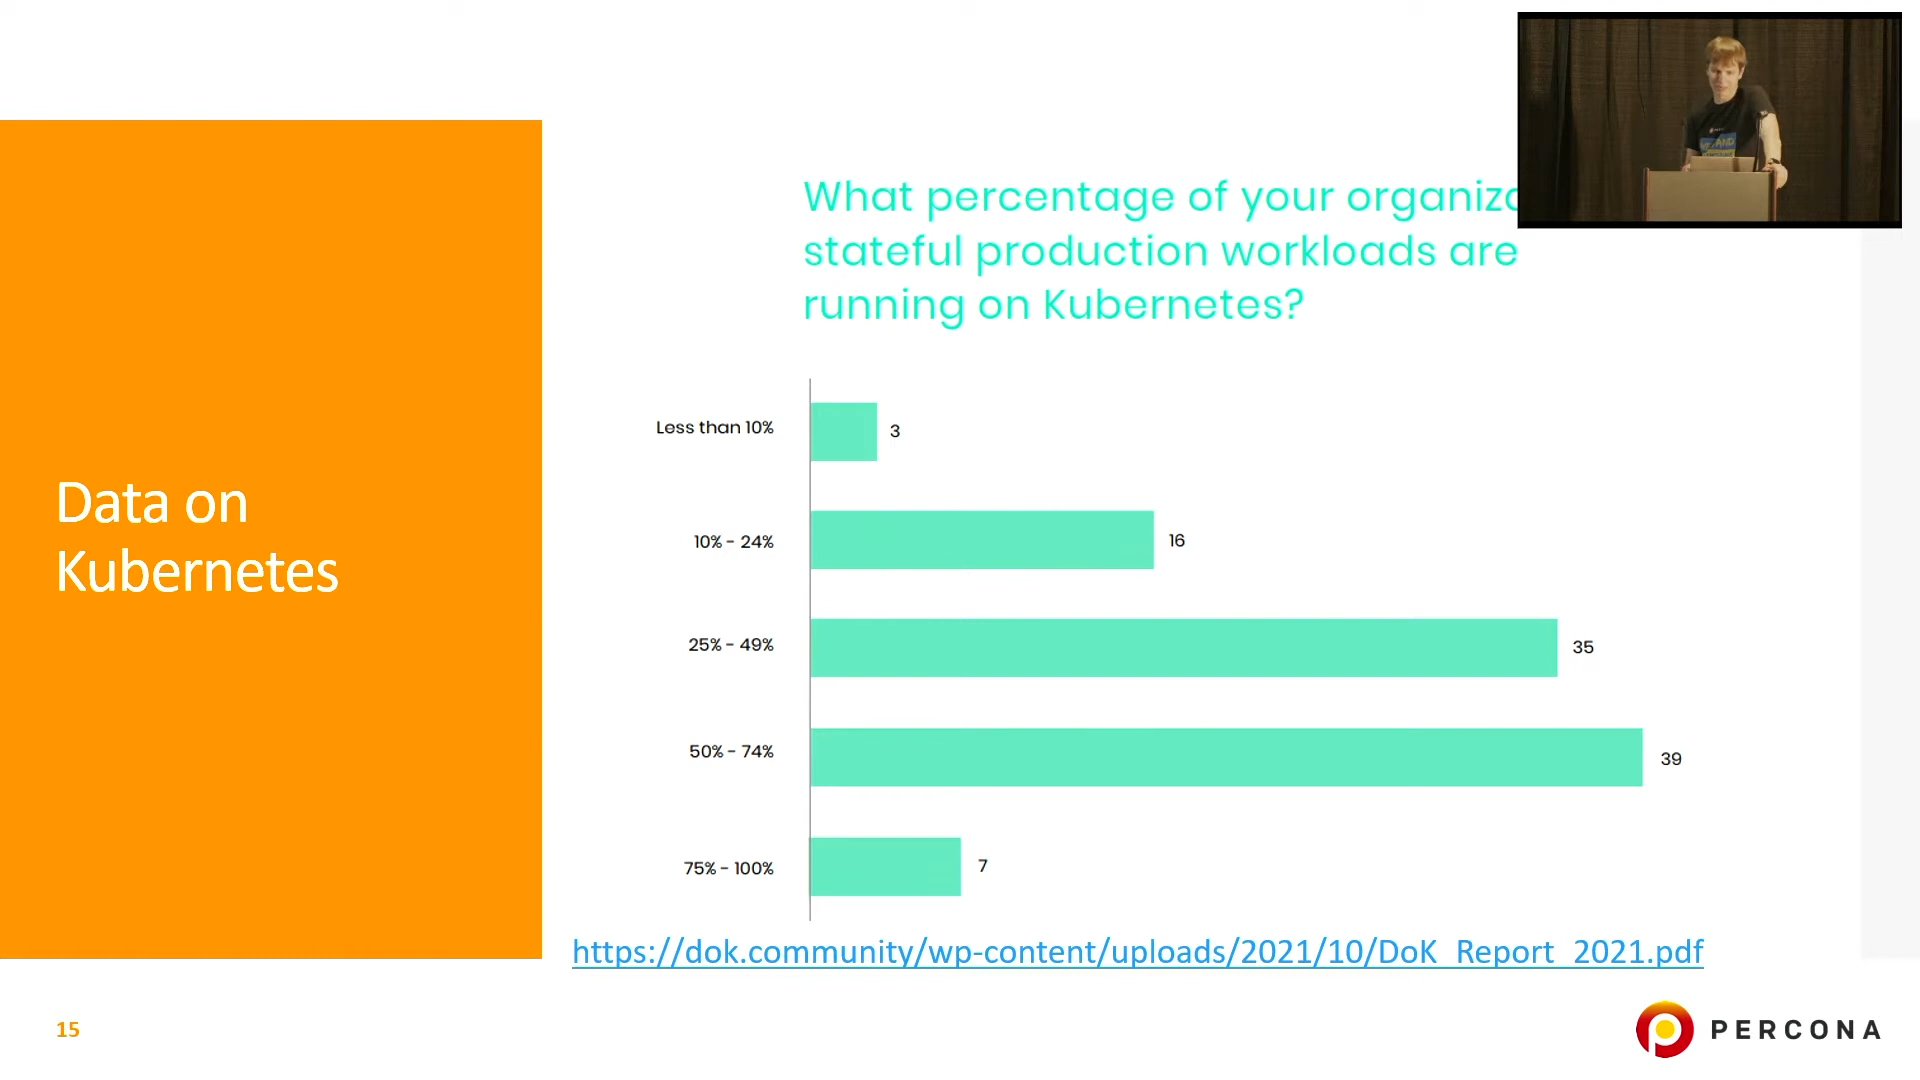 What percentage of your
stateful production workloads are
running on Kubernetes?
Data on
Kubernetes
Less than 10% 3
10% - 24% 16
25% - 49% 35
50% - 74% 39
75% - 100% 7
https://dok.community/wp-content/uploads/2021/10/DoK_Report_2021.pdf
15
PERCONA